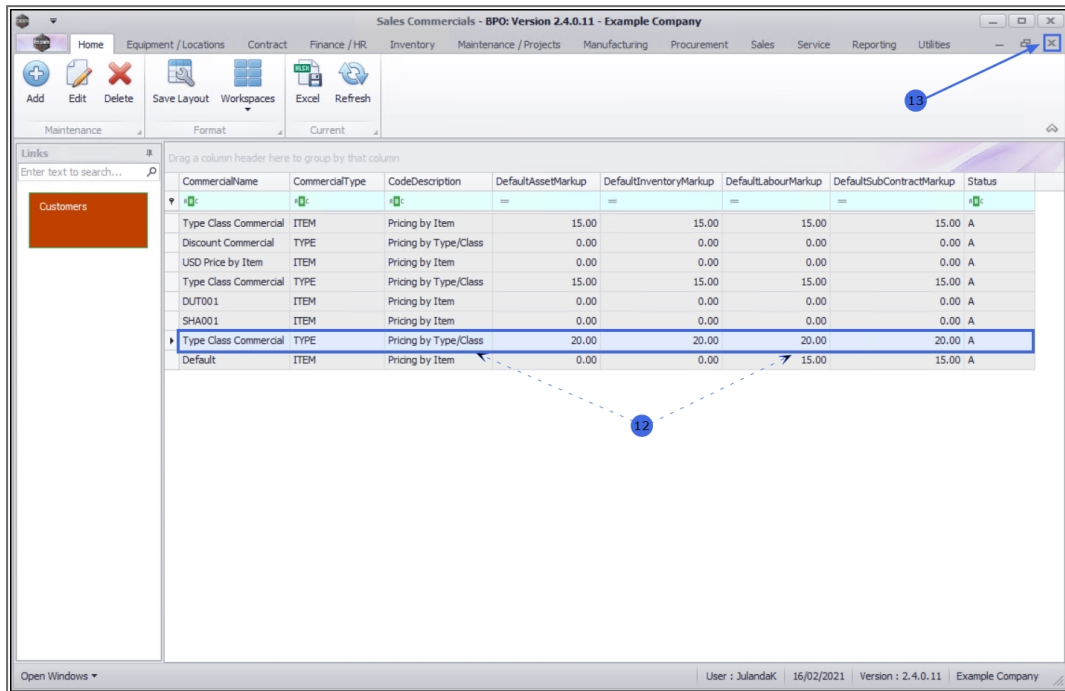 Sales Commercials - BPO: Version 2.4.0.11 - Example Company
Home Equipment / Locations Contract Finance / HR Inventory Maintenance / Projects Manufacturing Procurement Sales Service Reporting Utilities
13
Add Edit Delete Save Layout Workspaces Excel Refresh
Maintenance Format Current
Links
Drag a column header here to group by that column
Enter text to search...
CommercialName CommercialType CodeDescription DefaultAssetMarkup DefaultInventoryMarkup DefaultLabourMarkup DefaultSubContractMarkup Status
Customers
Type Class Commercial ITEM Pricing by Item 15.00 15.00 15.00 15.00 A
Discount Commercial TYPE Pricing by Type/Class 0.00 0.00 0.00 0.00 A
USD Price by Item ITEM Pricing by Item 0.00 0.00 0.00 0.00 A
Type Class Commercial TYPE Pricing by Type/Class 15.00 15.00 15.00 15.00 A
DUT001 ITEM Pricing by Item 0.00 0.00 0.00 0.00 A
SHA001 ITEM Pricing by Item 0.00 0.00 0.00 0.00 A
Type Class Commercial TYPE Pricing by Type/Class 20.00 20.00 20.00 20.00 A
Default ITEM Pricing by Item 0.00 0.00 15.00 15.00 A
12
Open Windows User : JulandaK 16/02/2021 Version : 2.4.0.11 Example Company